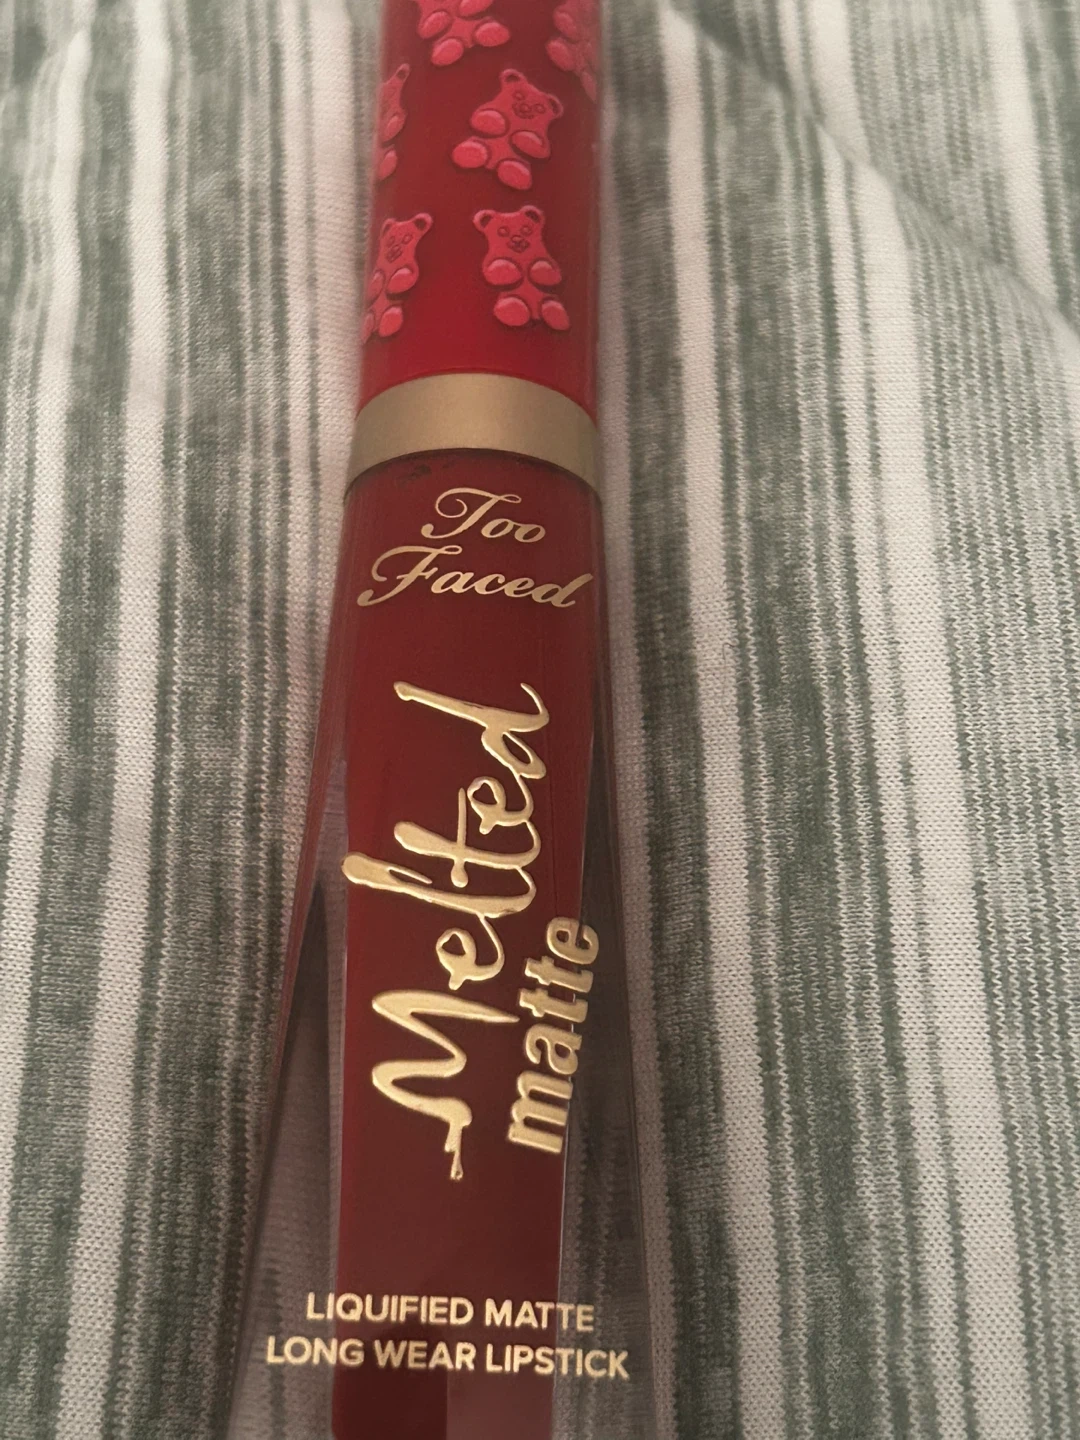 Too
Faced
Melted
matte
LIQUIFIED MATTE
LONG WEAR LIPSTICK